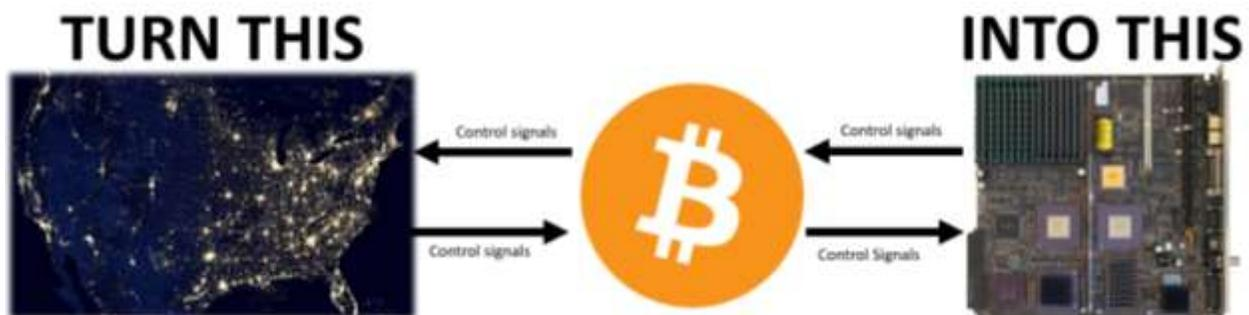 TURN THIS
INTO THIS
Control signals
Control signals
Control signals
Control Signals